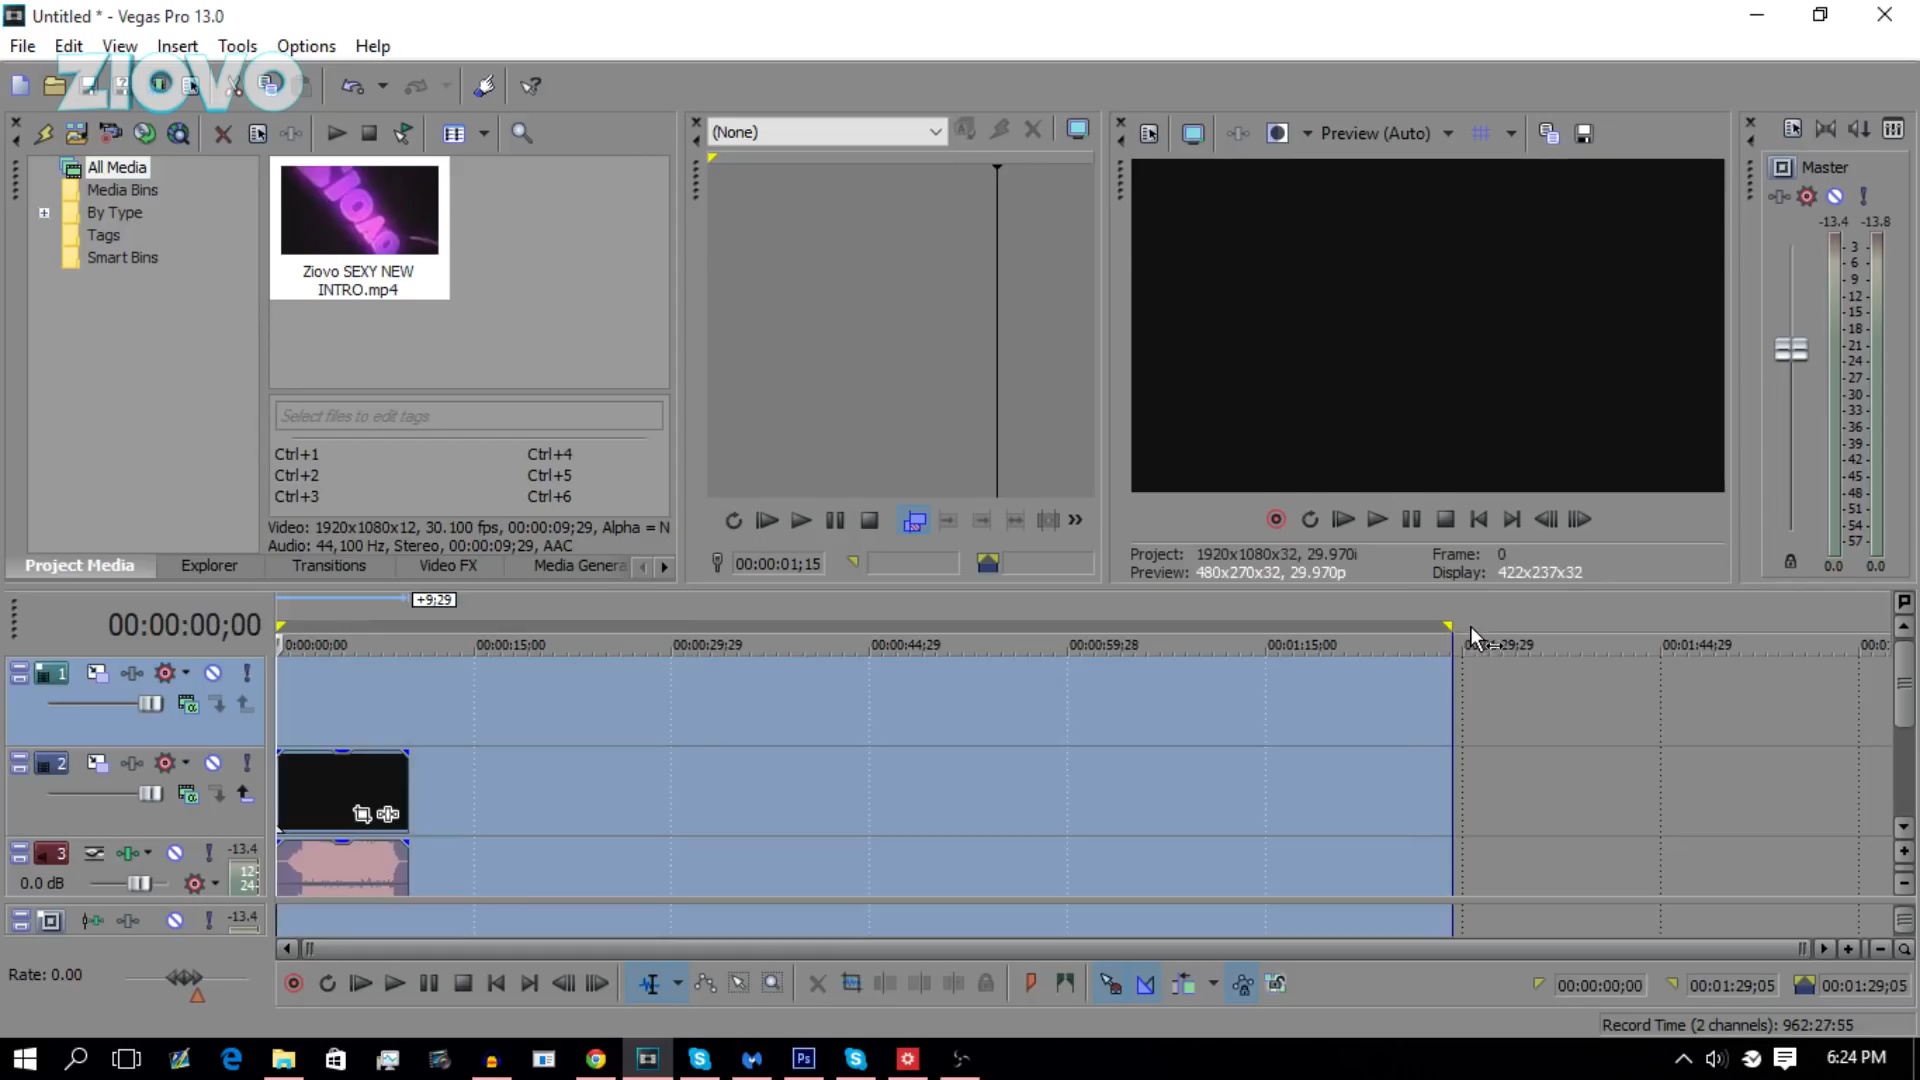 Untitled * - Vegas Pro 13.0
File Edit View Insert Tools Options Help
ZIOVO
(None)
Preview (Auto)
All Media
Media Bins
By Type
Tags
Smart Bins
Ziovo SEXY NEW
INTRO.mp4
Select files to edit tags
Ctrl+1 Ctrl+4
Ctrl+2 Ctrl+5
Ctrl+3 Ctrl+6
Video: 1920x1080x12, 30.100 fps, 00:00:09;29, Alpha = N
Audio: 44,100 Hz, Stereo, 00:00:09;29, AAC
Project Media Explorer Transitions Video FX Media Genera
00:00:01;15
Project: 1920x1080x32, 29.970i Frame: 0
Preview: 480x270x32, 29.970p Display: 422x237x32
Master
-13.4 -13.8
- 3 -
- 6 -
- 9 -
-12-
-15-
-18-
-21-
-24-
-27-
-30-
-33-
-36-
-39-
-42-
-45-
-48-
-51-
-54-
-57-
0.0 0.0
+9;29
00:00:00;00
0:00:00;00 00:00:15;00 00:00:29;29 00:00:44;29 00:00:59;28 00:01:15;00 00:01:44;29
1
2
3 -13.4
0.0 dB 12-
24-
-13.4
Rate: 0.00
00:00:00;00 00:01:29;05 00:01:29;05
Record Time (2 channels): 962:27:55
Ps
6:24 PM